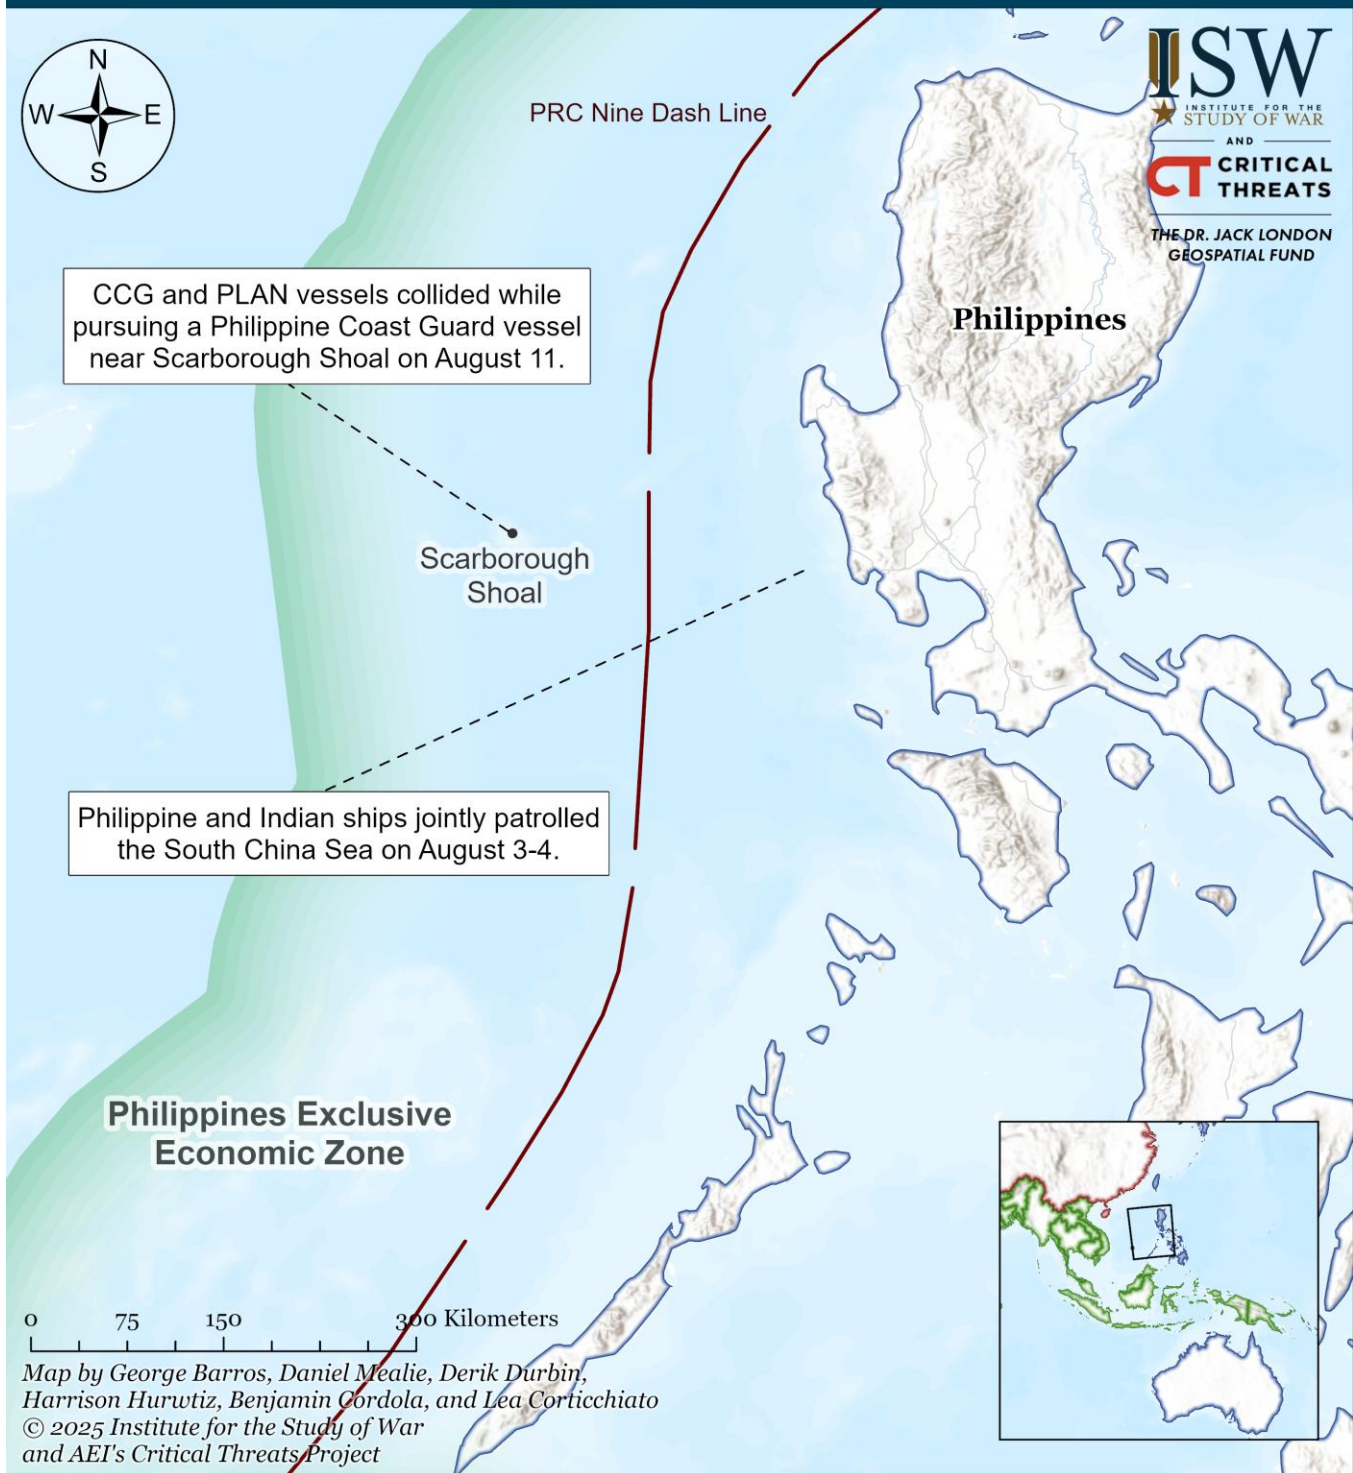 N
W
E
S
PRC Nine Dash Line
ISW
INSTITUTE FOR THE
STUDY OF WAR
AND
CT CRITICAL
THREATS
THE DR. JACK LONDON
GEOSPATIAL FUND
CCG and PLAN vessels collided while
pursuing a Philippine Coast Guard vessel
near Scarborough Shoal on August 11.
Philippines
Scarborough
Shoal
Philippine and Indian ships jointly patrolled
the South China Sea on August 3-4.
Philippines Exclusive
Economic Zone
0 75 150 300 Kilometers
Map by George Barros, Daniel Mealie, Derik Durbin,
Harrison Hurwtiz, Benjamin Cordola, and Lea Corticchiato
© 2025 Institute for the Study of War
and AEI's Critical Threats Project